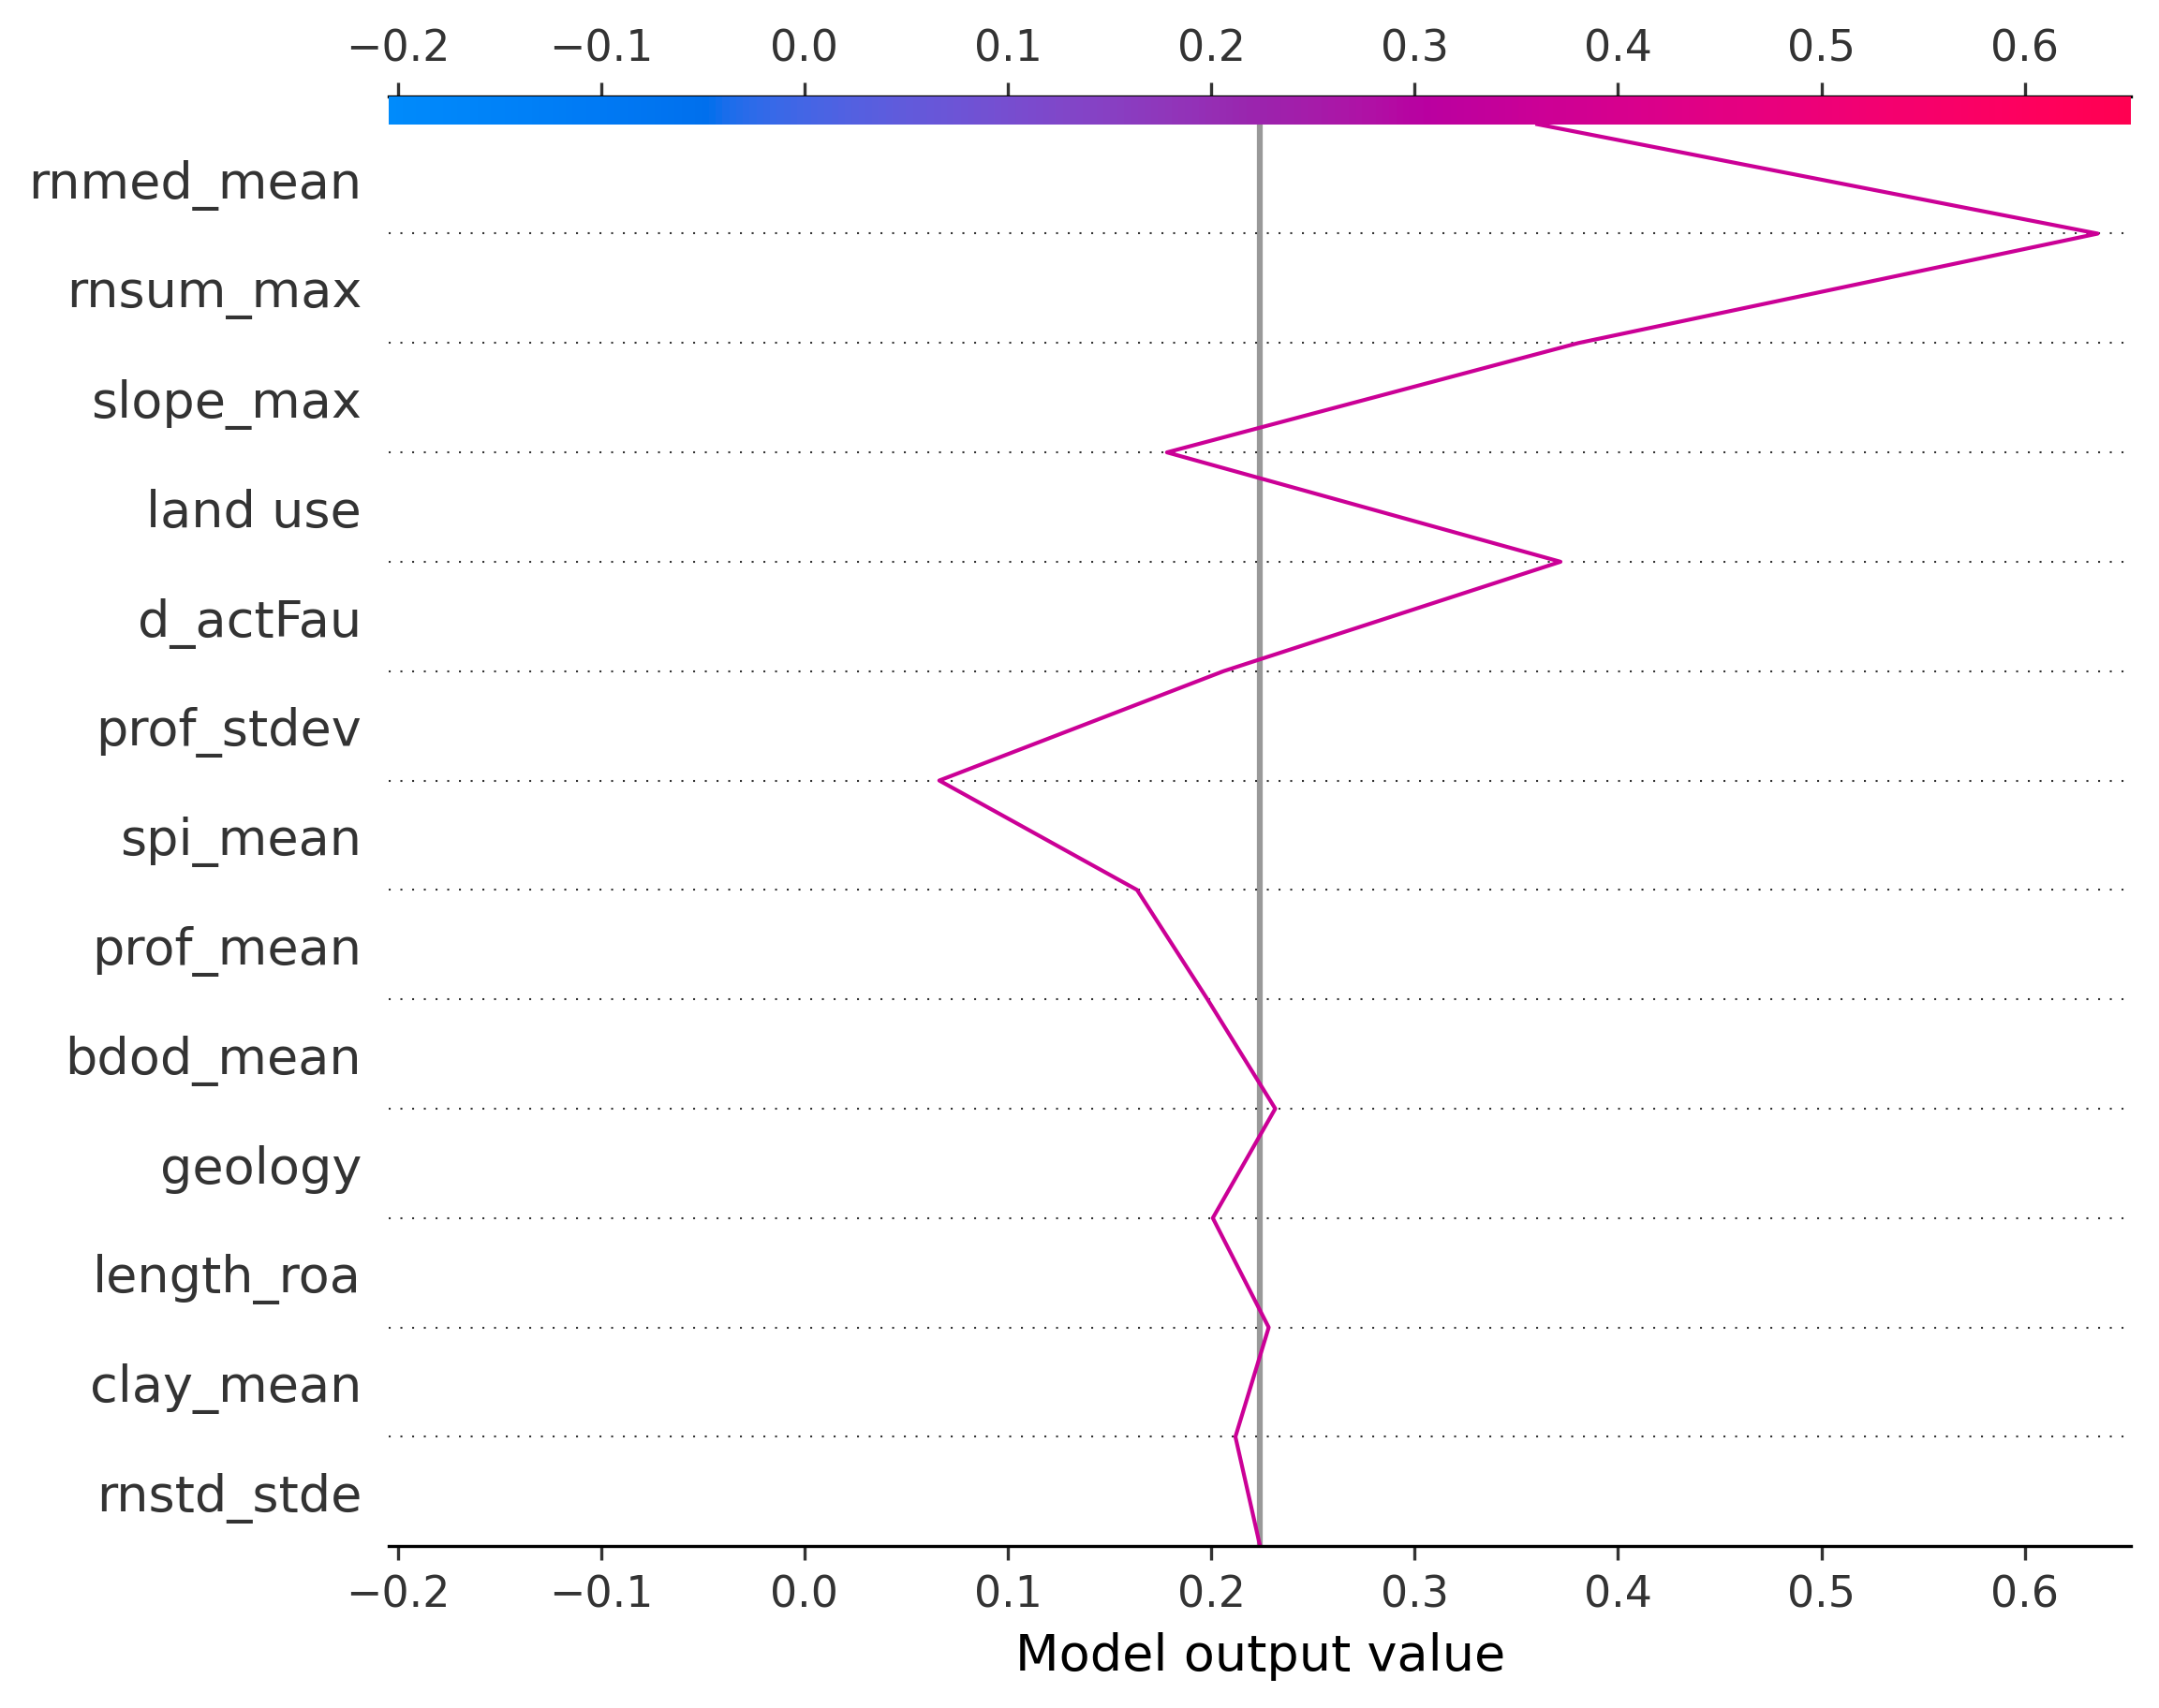 −0.2 −0.1 0.0 0.1 0.2 0.3 0.4 0.5 0.6
rnmed_mean
rnsum_max
slope_max
land use
d_actFau
prof_stdev
spi_mean
prof_mean
bdod_mean
geology
length_roa
clay_mean
rnstd_stde
−0.2 −0.1 0.0 0.1 0.2 0.3 0.4 0.5 0.6
Model output value